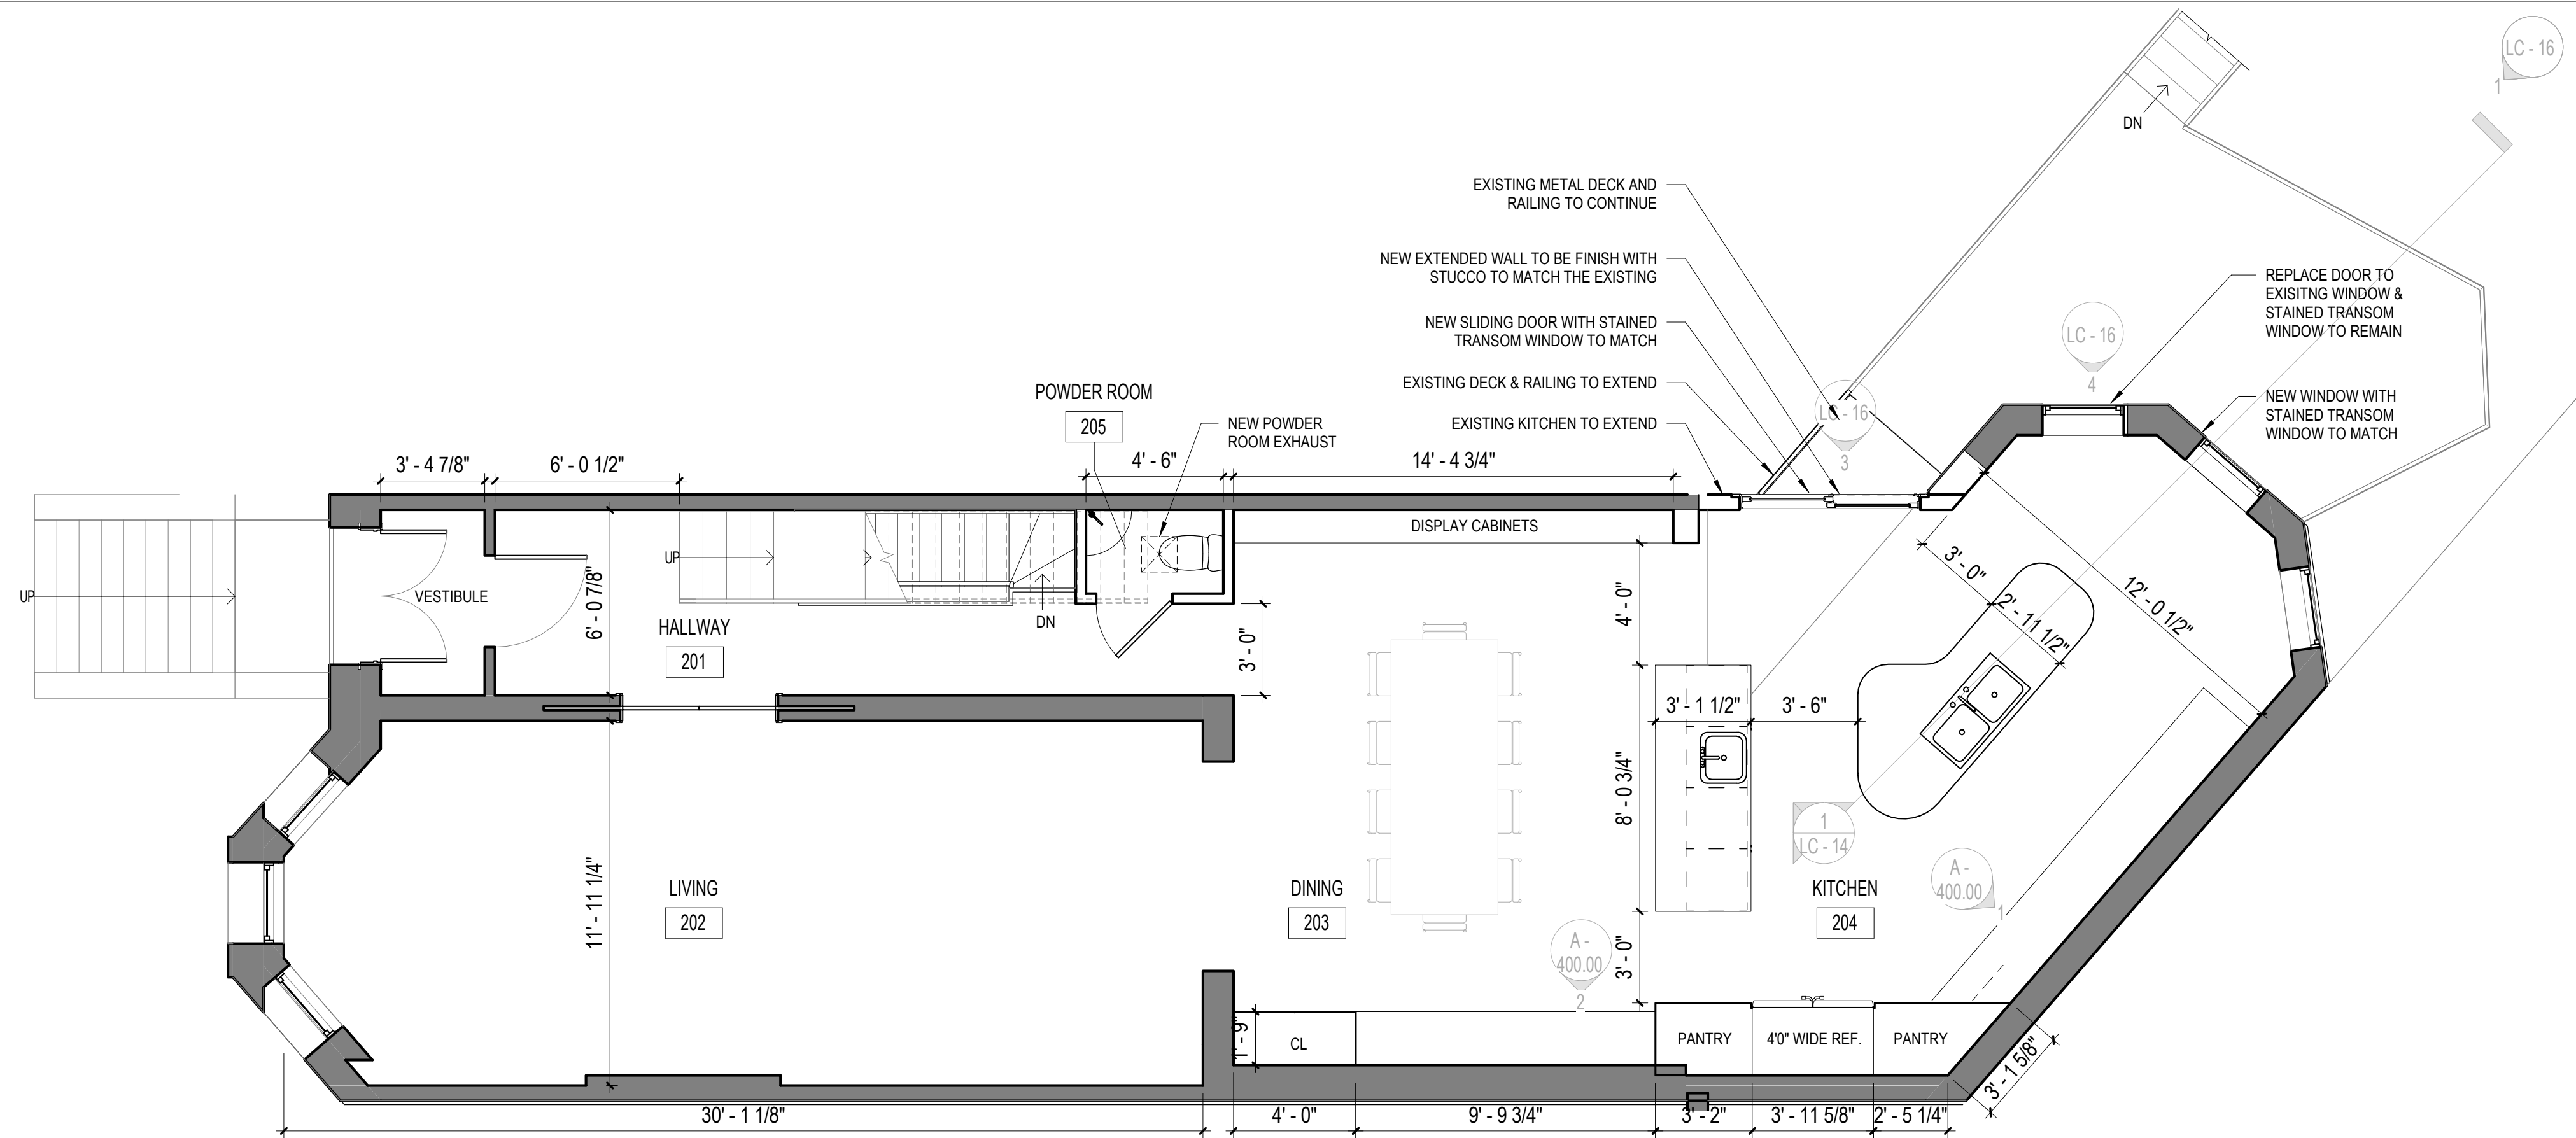 LC - 16
1
DN
EXISTING METAL DECK AND
RAILING TO CONTINUE
NEW EXTENDED WALL TO BE FINISH WITH
STUCCO TO MATCH THE EXISTING
NEW SLIDING DOOR WITH STAINED
TRANSOM WINDOW TO MATCH
EXISTING DECK & RAILING TO EXTEND
EXISTING KITCHEN TO EXTEND
LC - 16
3
LC - 16
4
REPLACE DOOR TO
EXISITNG WINDOW &
STAINED TRANSOM
WINDOW TO REMAIN
NEW WINDOW WITH
STAINED TRANSOM
WINDOW TO MATCH
POWDER ROOM
205
NEW POWDER
ROOM EXHAUST
3' - 4 7/8"
6' - 0 1/2"
4' - 6"
14' - 4 3/4"
DISPLAY CABINETS
UP
VESTIBULE
6' - 0 7/8"
UP
DN
HALLWAY
201
3' - 0"
4' - 0"
3' - 0"
2' - 11 1/2"
12' - 0 1/2"
3' - 1 1/2"
3' - 6"
8' - 0 3/4"
1
LC - 14
A -
400.00
1
11' - 11 1/4"
LIVING
202
DINING
203
KITCHEN
204
A -
400.00
2
3' - 0"
1' - 9"
CL
PANTRY
4'0" WIDE REF.
PANTRY
3' - 1 5/8"
30' - 1 1/8"
4' - 0"
9' - 9 3/4"
3' - 2"
3' - 11 5/8"
2' - 5 1/4"